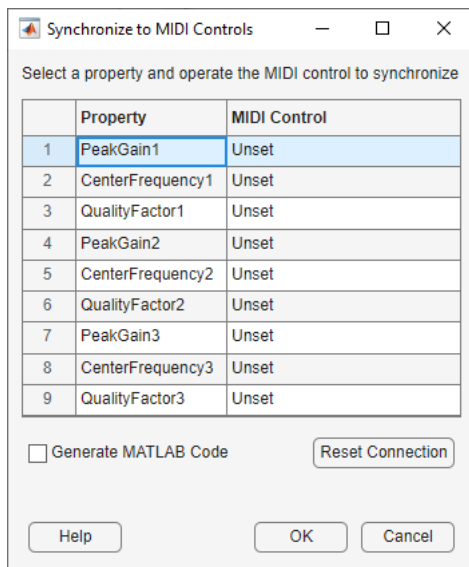 Synchronize to MIDI Controls
Select a property and operate the MIDI control to synchronize
Property MIDI Control
1 PeakGain1 Unset
2 CenterFrequency1 Unset
3 QualityFactor1 Unset
4 PeakGain2 Unset
5 CenterFrequency2 Unset
6 QualityFactor2 Unset
7 PeakGain3 Unset
8 CenterFrequency3 Unset
9 QualityFactor3 Unset
Generate MATLAB Code Reset Connection
Help OK Cancel